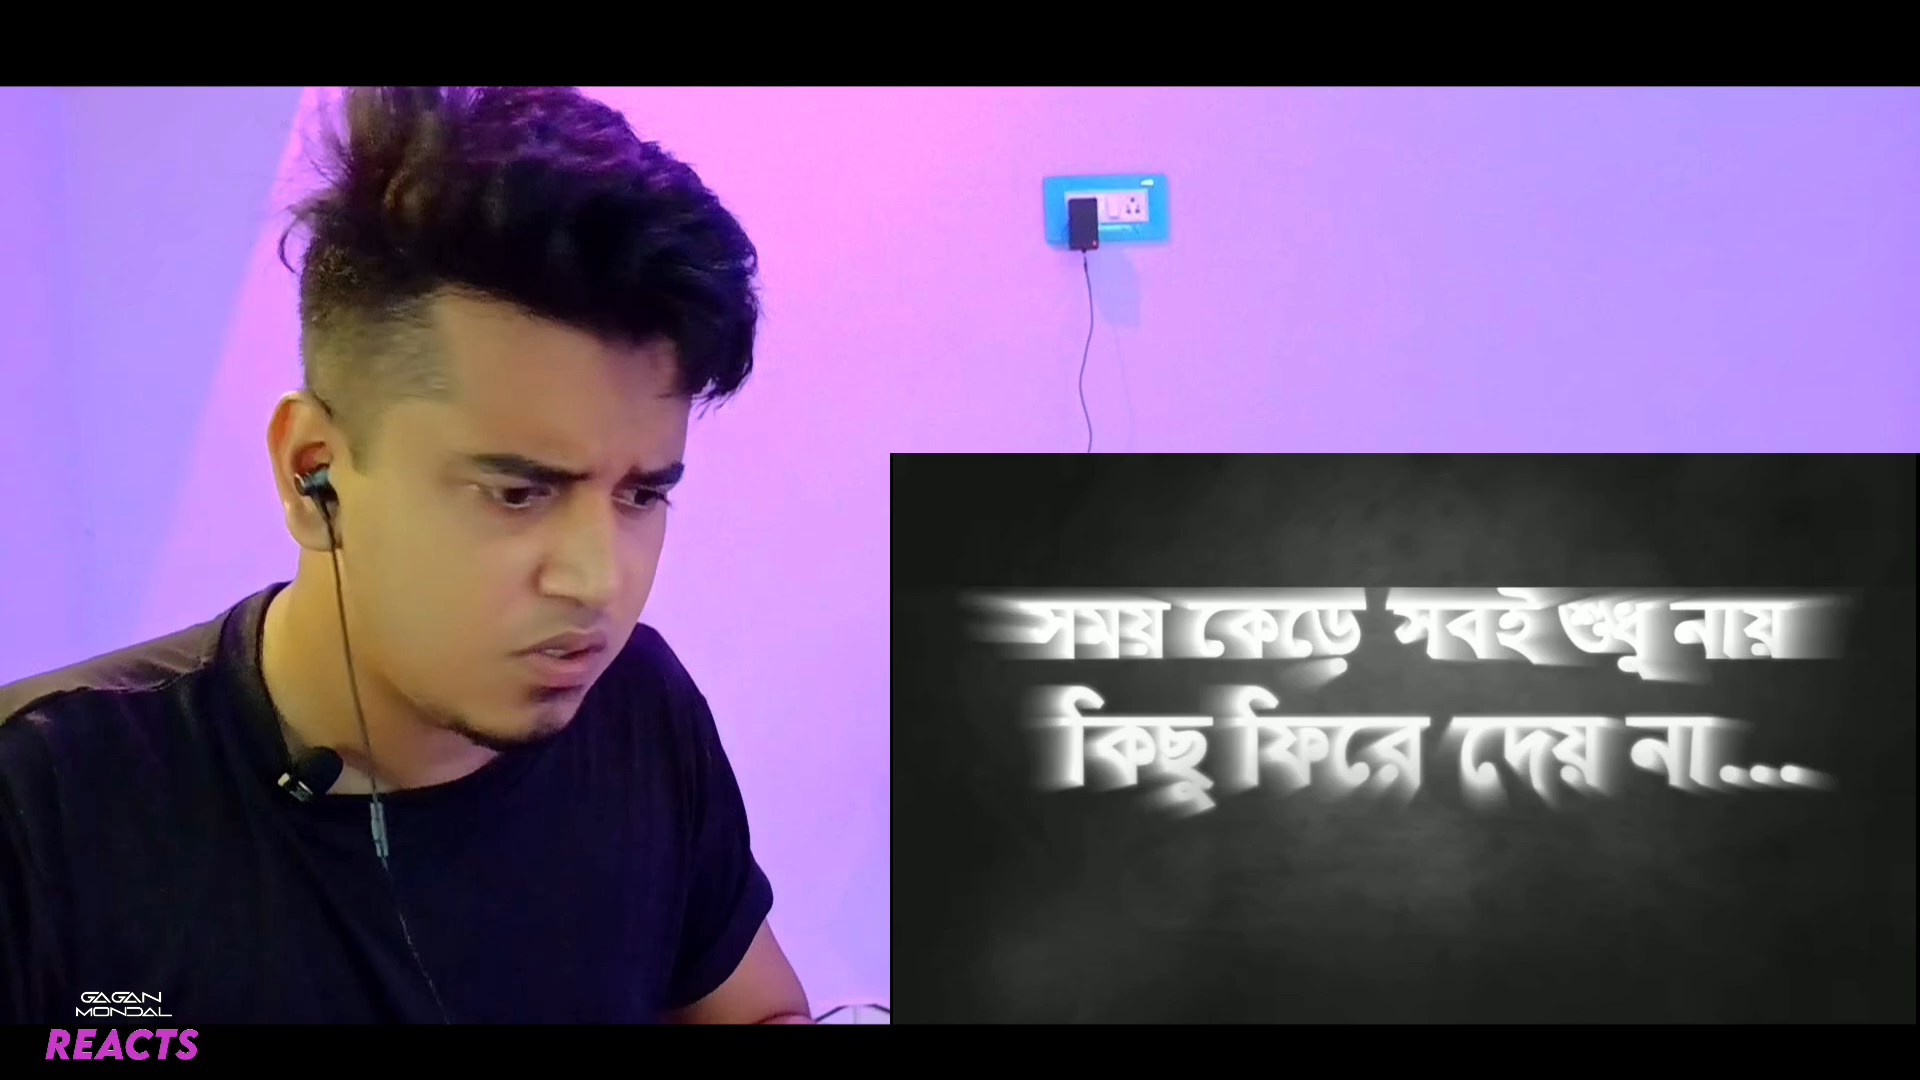 সময় কেড়ে সবই শুধু নায়
কিছু ফিরে দেয় না...
GAGAN
MONDAL
REACTS